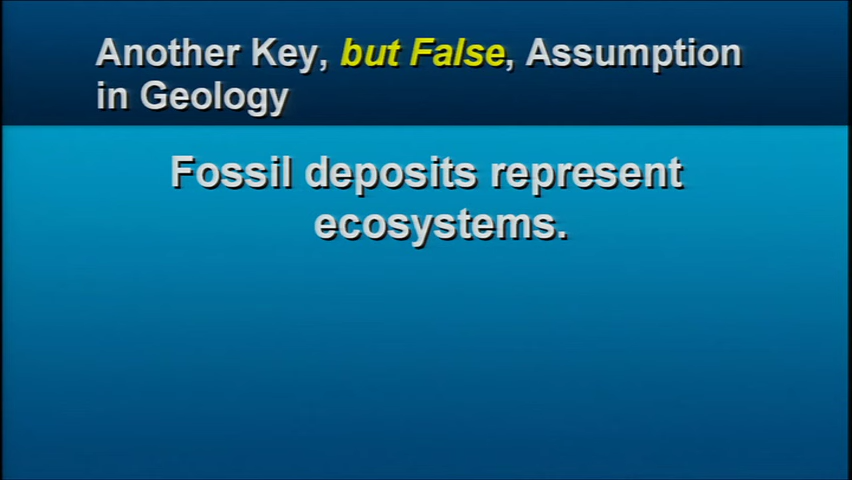 Another Key, but False, Assumption
in Geology
Fossil deposits represent
ecosystems.